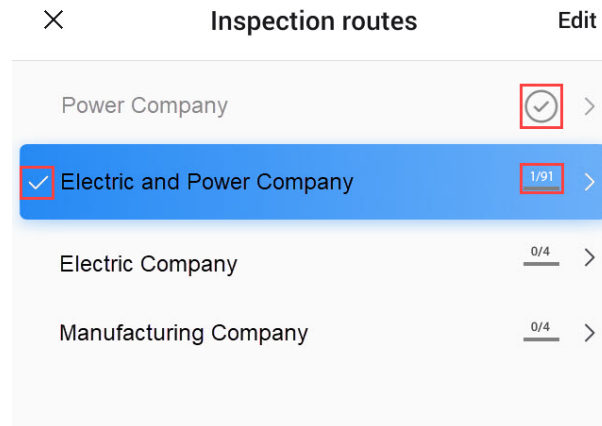 Inspection routes Edit
Power Company
Electric and Power Company 1/91
Electric Company 0/4
Manufacturing Company 0/4